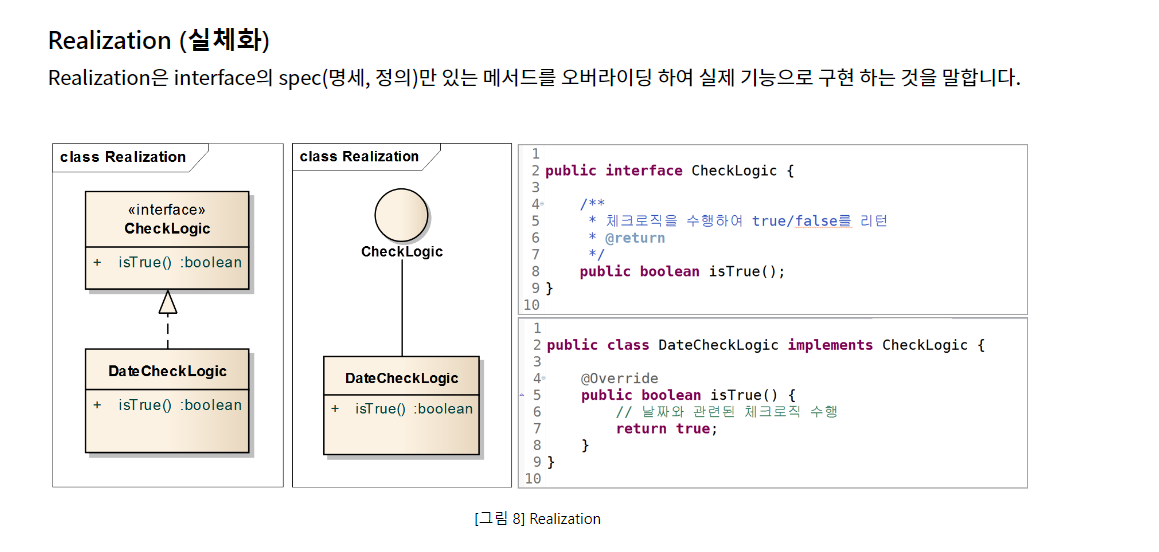 Realization (실체화)
Realization은 interface의 spec(명세, 정의)만 있는 메서드를 오버라이딩 하여 실제 기능으로 구현 하는 것을 말합니다.
class Realization
«interface»
CheckLogic
+ isTrue() :boolean
DateCheckLogic
+ isTrue() :boolean
class Realization
CheckLogic
DateCheckLogic
+ isTrue() :boolean
1
2 public interface CheckLogic {
3
4 /**
5 * 체크로직을 수행하여 true/false를 리턴
6 * @return
7 */
8 public boolean isTrue();
9 }
10
1
2 public class DateCheckLogic implements CheckLogic {
3
4 @Override
5 public boolean isTrue() {
6 // 날짜와 관련된 체크로직 수행
7 return true;
8 }
9 }
10
[그림 8] Realization